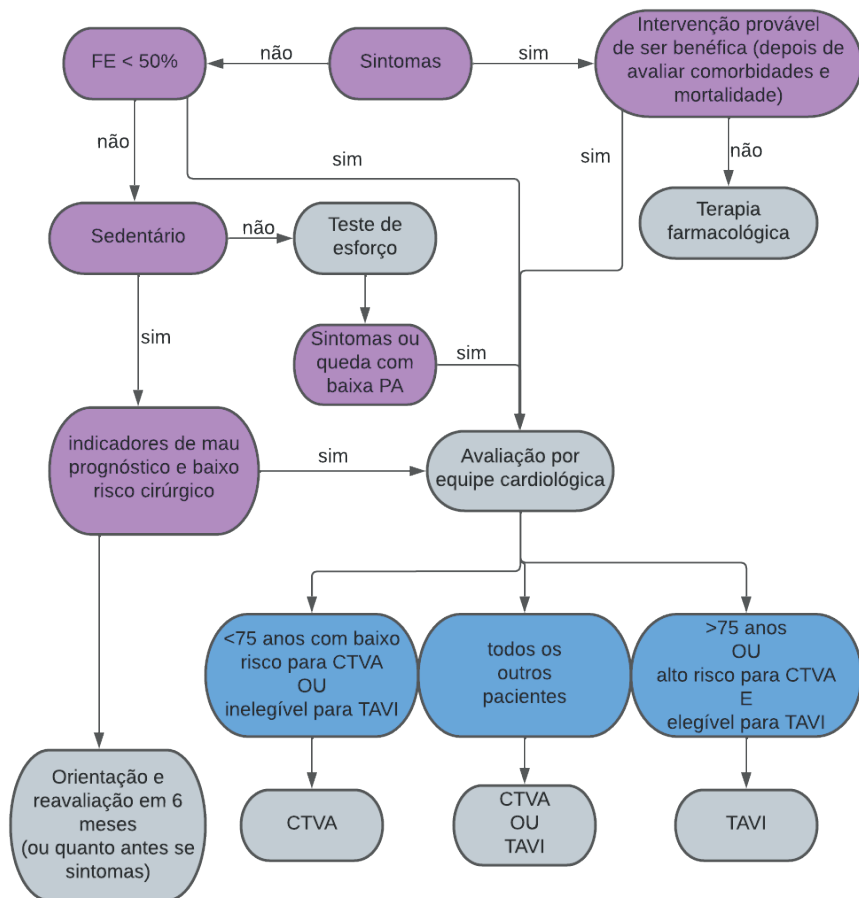 FE < 50%
não
Sintomas
sim
Intervenção provável
de ser benéfica (depois de
avaliar comorbidades e
mortalidade)
não
sim
sim
não
Sedentário
não
Teste de
esforço
Terapia
farmacológica
sim
Sintomas ou
queda com
baixa PA
sim
indicadores de mau
prognóstico e baixo
risco cirúrgico
sim
Avaliação por
equipe cardiológica
<75 anos com baixo
risco para CTVA
OU
inelegível para TAVI
todos os
outros
pacientes
>75 anos
OU
alto risco para CTVA
E
elegível para TAVI
Orientação e
reavaliação em 6
meses
(ou quanto antes se
sintomas)
CTVA
CTVA
OU
TAVI
TAVI